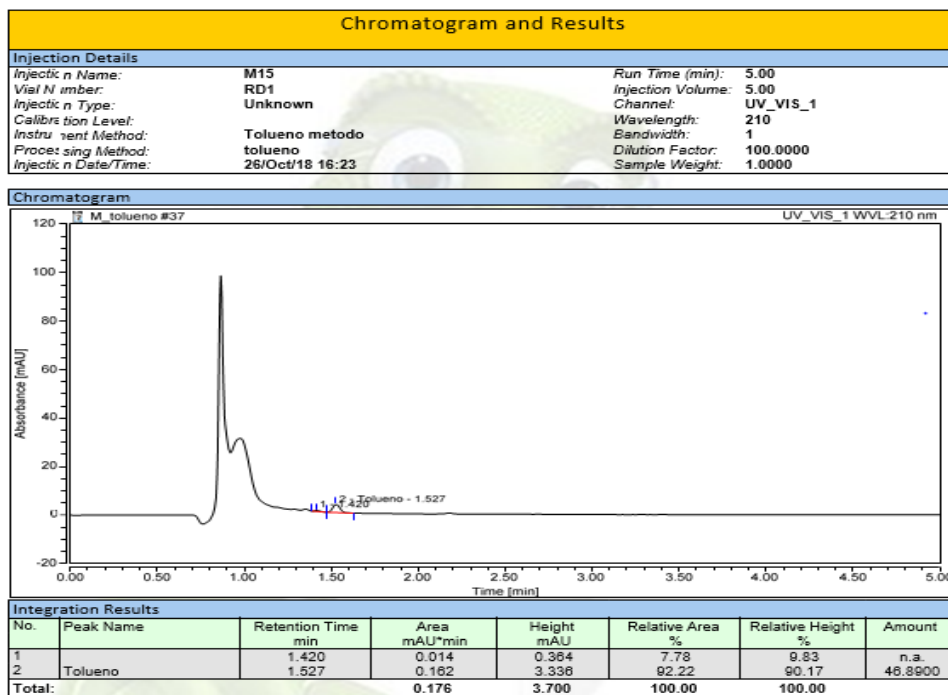 Chromatogram and Results
Injection Details
Injectic n Name: M15 Run Time (min): 5.00
Vial N imber: RD1 Injection Volume: 5.00
Injectic n Type: Unknown Channel: UV_VIS_1
Calibra tion Level: Wavelength: 210
Instru nent Method: Tolueno metodo Bandwidth: 1
Proces sing Method: tolueno Dilution Factor: 100.0000
Injectic n Date/Time: 26/Oct/18 16:23 Sample Weight: 1.0000
Chromatogram
M_tolueno #37 UV_VIS_1 WVL:210 nm
120
100
80
60
40
20
0
-20
Absorbance [mAU]
2 - Tolueno - 1.527
1 - 1.420
0.00 0.50 1.00 1.50 2.00 2.50 3.00 3.50 4.00 4.50 5.00
Time [min]
Integration Results
No. Peak Name Retention Time Area Height Relative Area Relative Height Amount
min mAU*min mAU % %
1 1.420 0.014 0.364 7.78 9.83 n.a.
2 Tolueno 1.527 0.162 3.336 92.22 90.17 46.8900
Total: 0.176 3.700 100.00 100.00